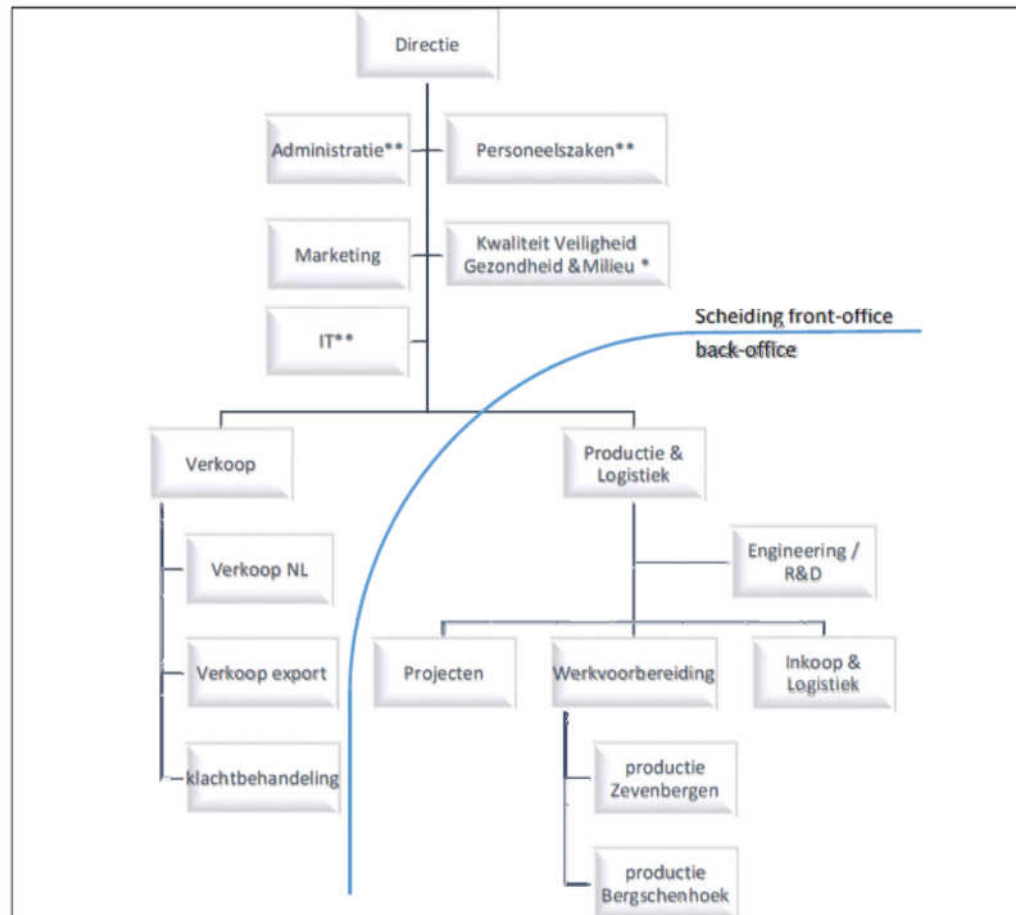 Directie
Administratie**
Personeelszaken**
Marketing
Kwaliteit Veiligheid
Gezondheid &Milieu *
IT**
Scheiding front-office
back-office
Verkoop
Productie &
Logistiek
Verkoop NL
Engineering /
R&D
Verkoop export
Projecten
Werkvoorbereiding
Inkoop &
Logistiek
klachtbehandeling
productie
Zevenbergen
productie
Bergschenhoek